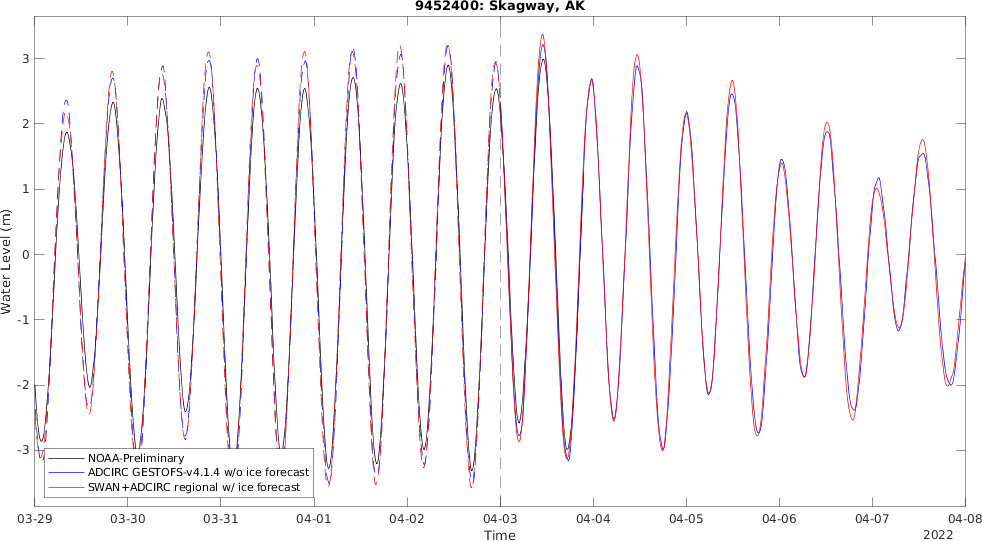 9452400: Skagway, AK
3
2
1
0
-1
-2
-3
Water Level (m)
NOAA-Preliminary
ADCIRC GESTOFS-v4.1.4 w/o ice forecast
SWAN+ADCIRC regional w/ ice forecast
03-29 03-30 03-31 04-01 04-02 04-03 04-04 04-05 04-06 04-07 04-08
Time
2022